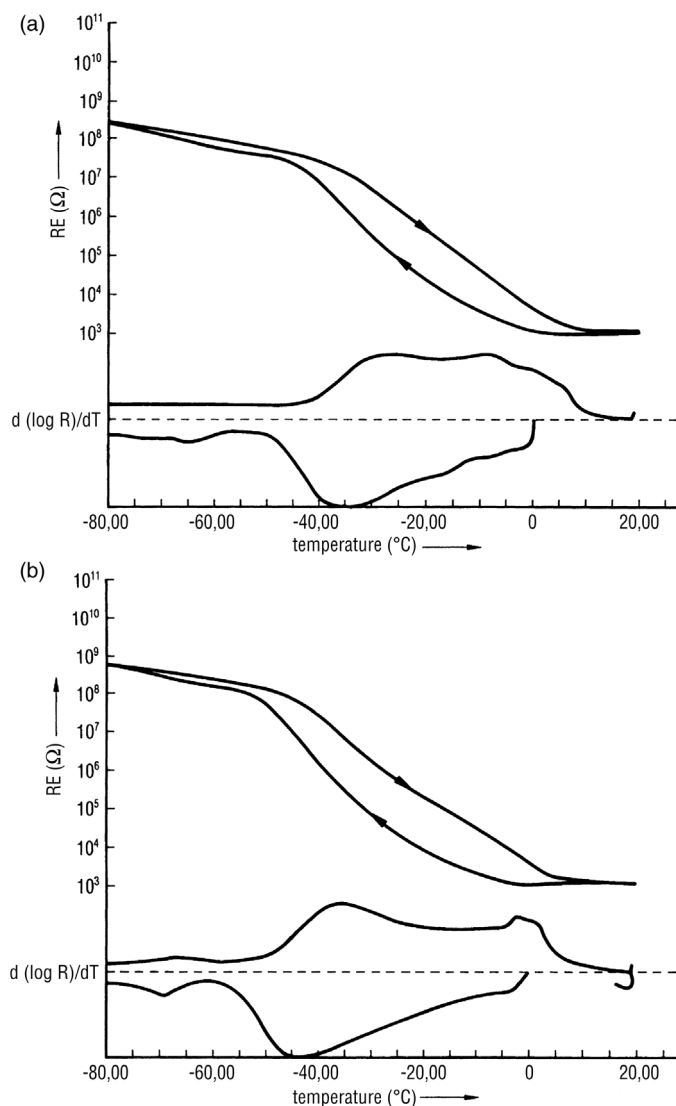 (a)
10¹¹
10¹⁰
10⁹
10⁸
10⁷
10⁶
10⁵
10⁴
10³
RE (Ω)
d (log R)/dT
-80,00 -60,00 -40,00 -20,00 0 20,00
temperature (°C)
(b)
10¹¹
10¹⁰
10⁹
10⁸
10⁷
10⁶
10⁵
10⁴
10³
RE (Ω)
d (log R)/dT
-80,00 -60,00 -40,00 -20,00 0 20,00
temperature (°C)